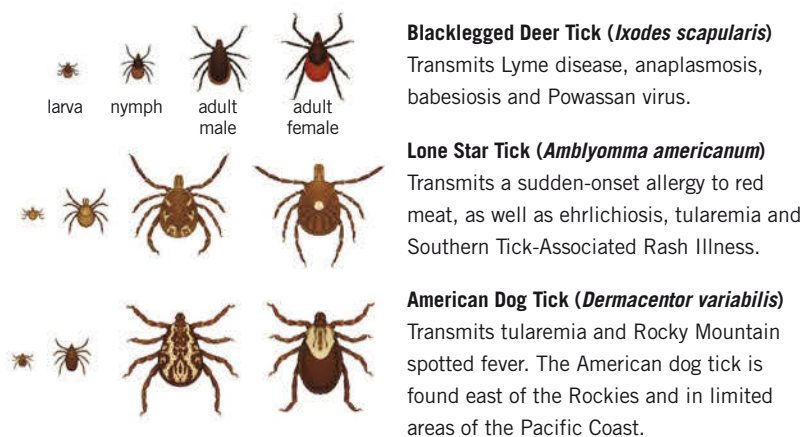 larva
nymph
adult
male
adult
female
Blacklegged Deer Tick (Ixodes scapularis)
Transmits Lyme disease, anaplasmosis,
babesiosis and Powassan virus.
Lone Star Tick (Amblyomma americanum)
Transmits a sudden-onset allergy to red
meat, as well as ehrlichiosis, tularemia and
Southern Tick-Associated Rash Illness.
American Dog Tick (Dermacentor variabilis)
Transmits tularemia and Rocky Mountain
spotted fever. The American dog tick is
found east of the Rockies and in limited
areas of the Pacific Coast.